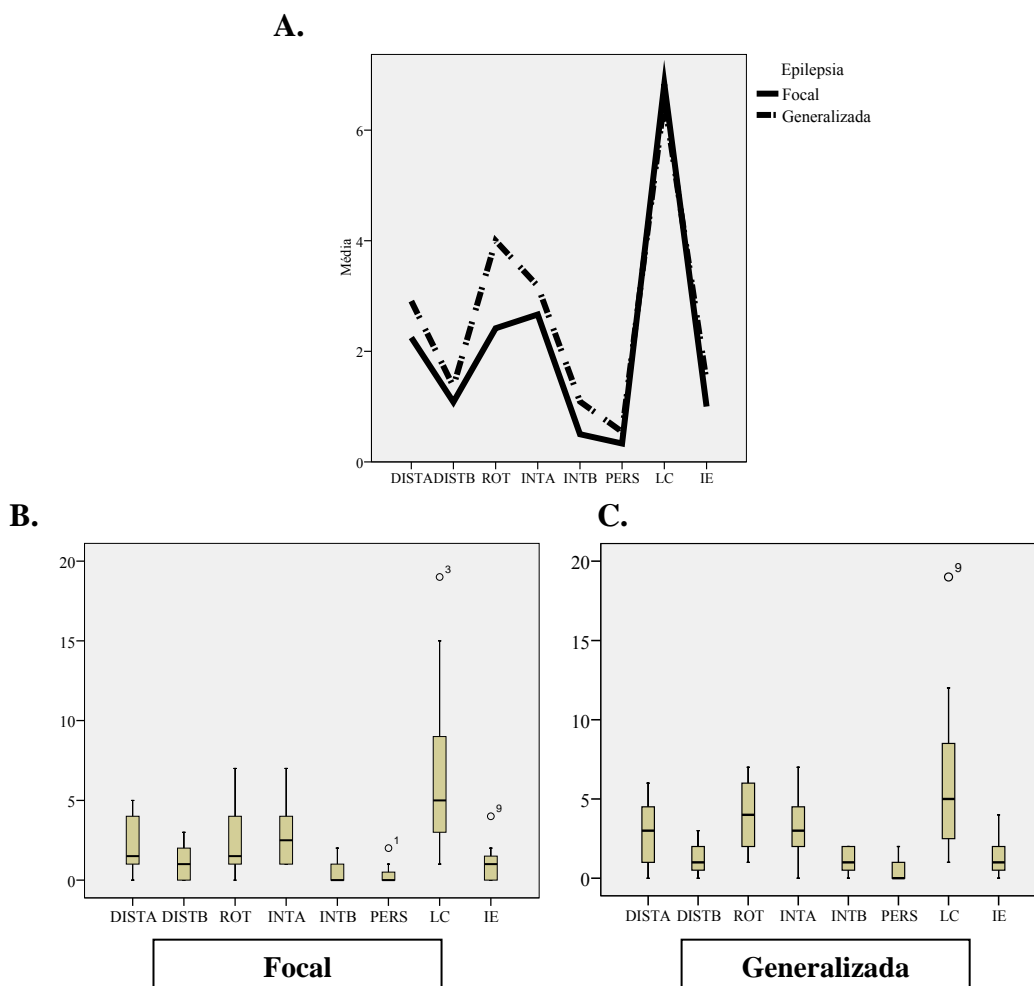 A.
Epilepsia
Focal
Generalizada
Média
6
4
2
0
DISTA DISTB ROT INTA INTB PERS LC IE
B.
20
15
10
5
0
3
1
9
DISTA DISTB ROT INTA INTB PERS LC IE
Focal
C.
20
15
10
5
0
9
DISTA DISTB ROT INTA INTB PERS LC IE
Generalizada